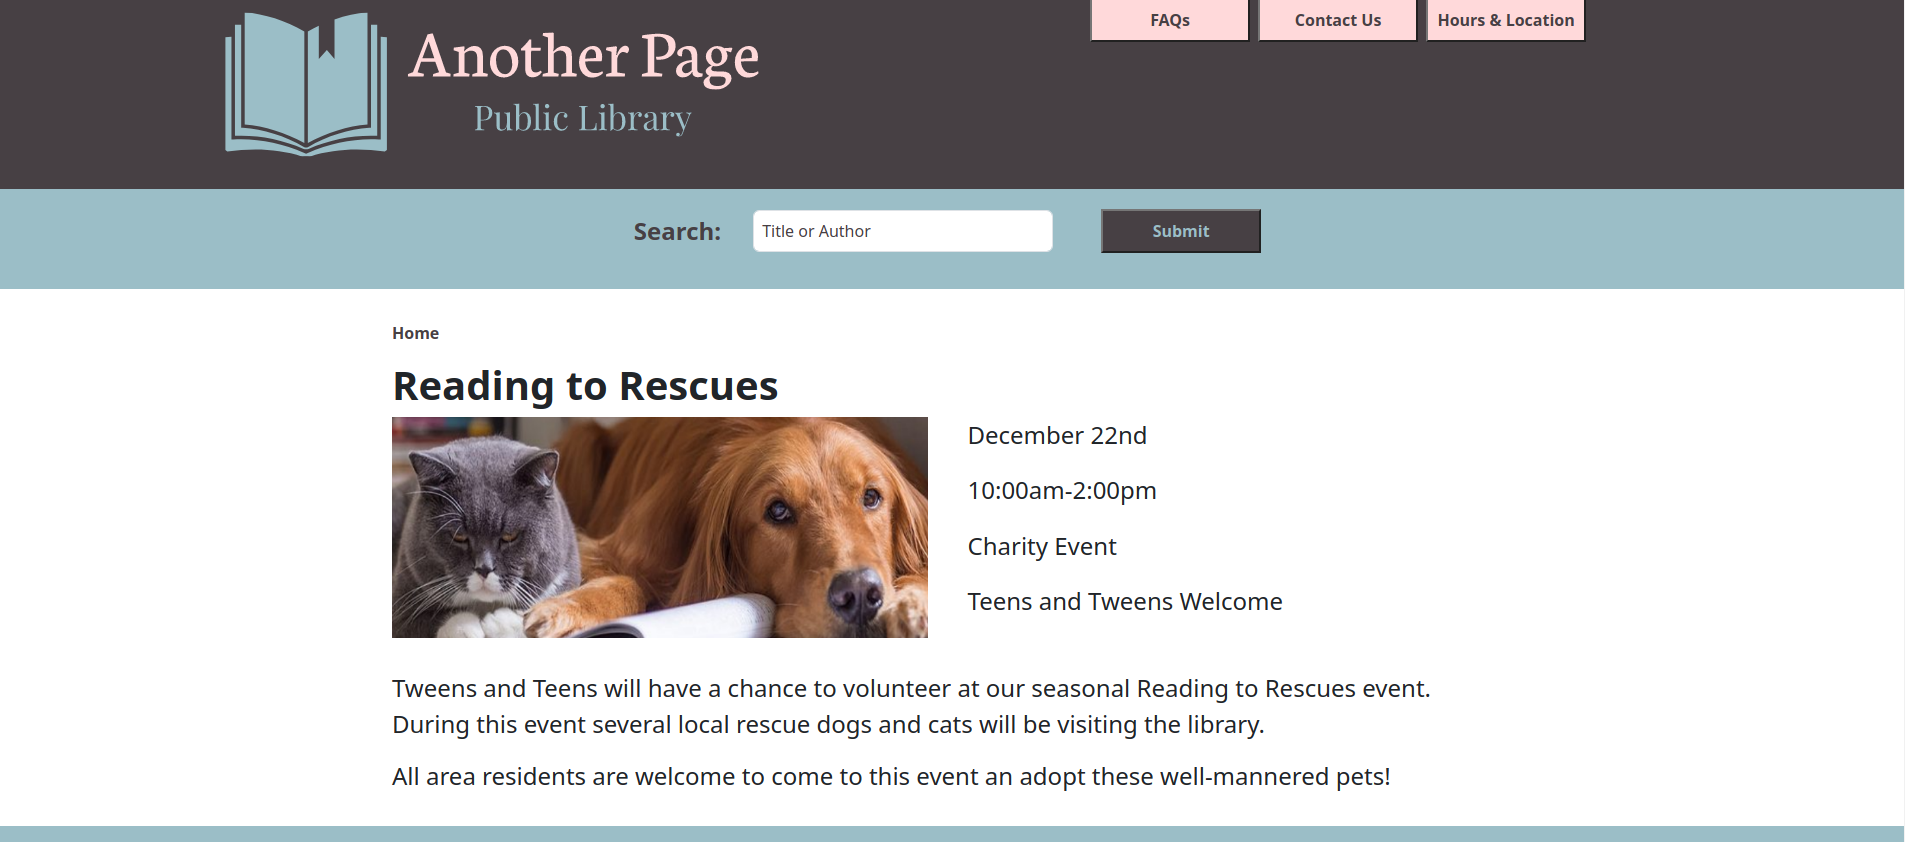 Another Page
Public Library
FAQs
Contact Us
Hours & Location
Search:
Title or Author
Submit
Home
Reading to Rescues
December 22nd
10:00am-2:00pm
Charity Event
Teens and Tweens Welcome
Tweens and Teens will have a chance to volunteer at our seasonal Reading to Rescues event.
During this event several local rescue dogs and cats will be visiting the library.
All area residents are welcome to come to this event an adopt these well-mannered pets!